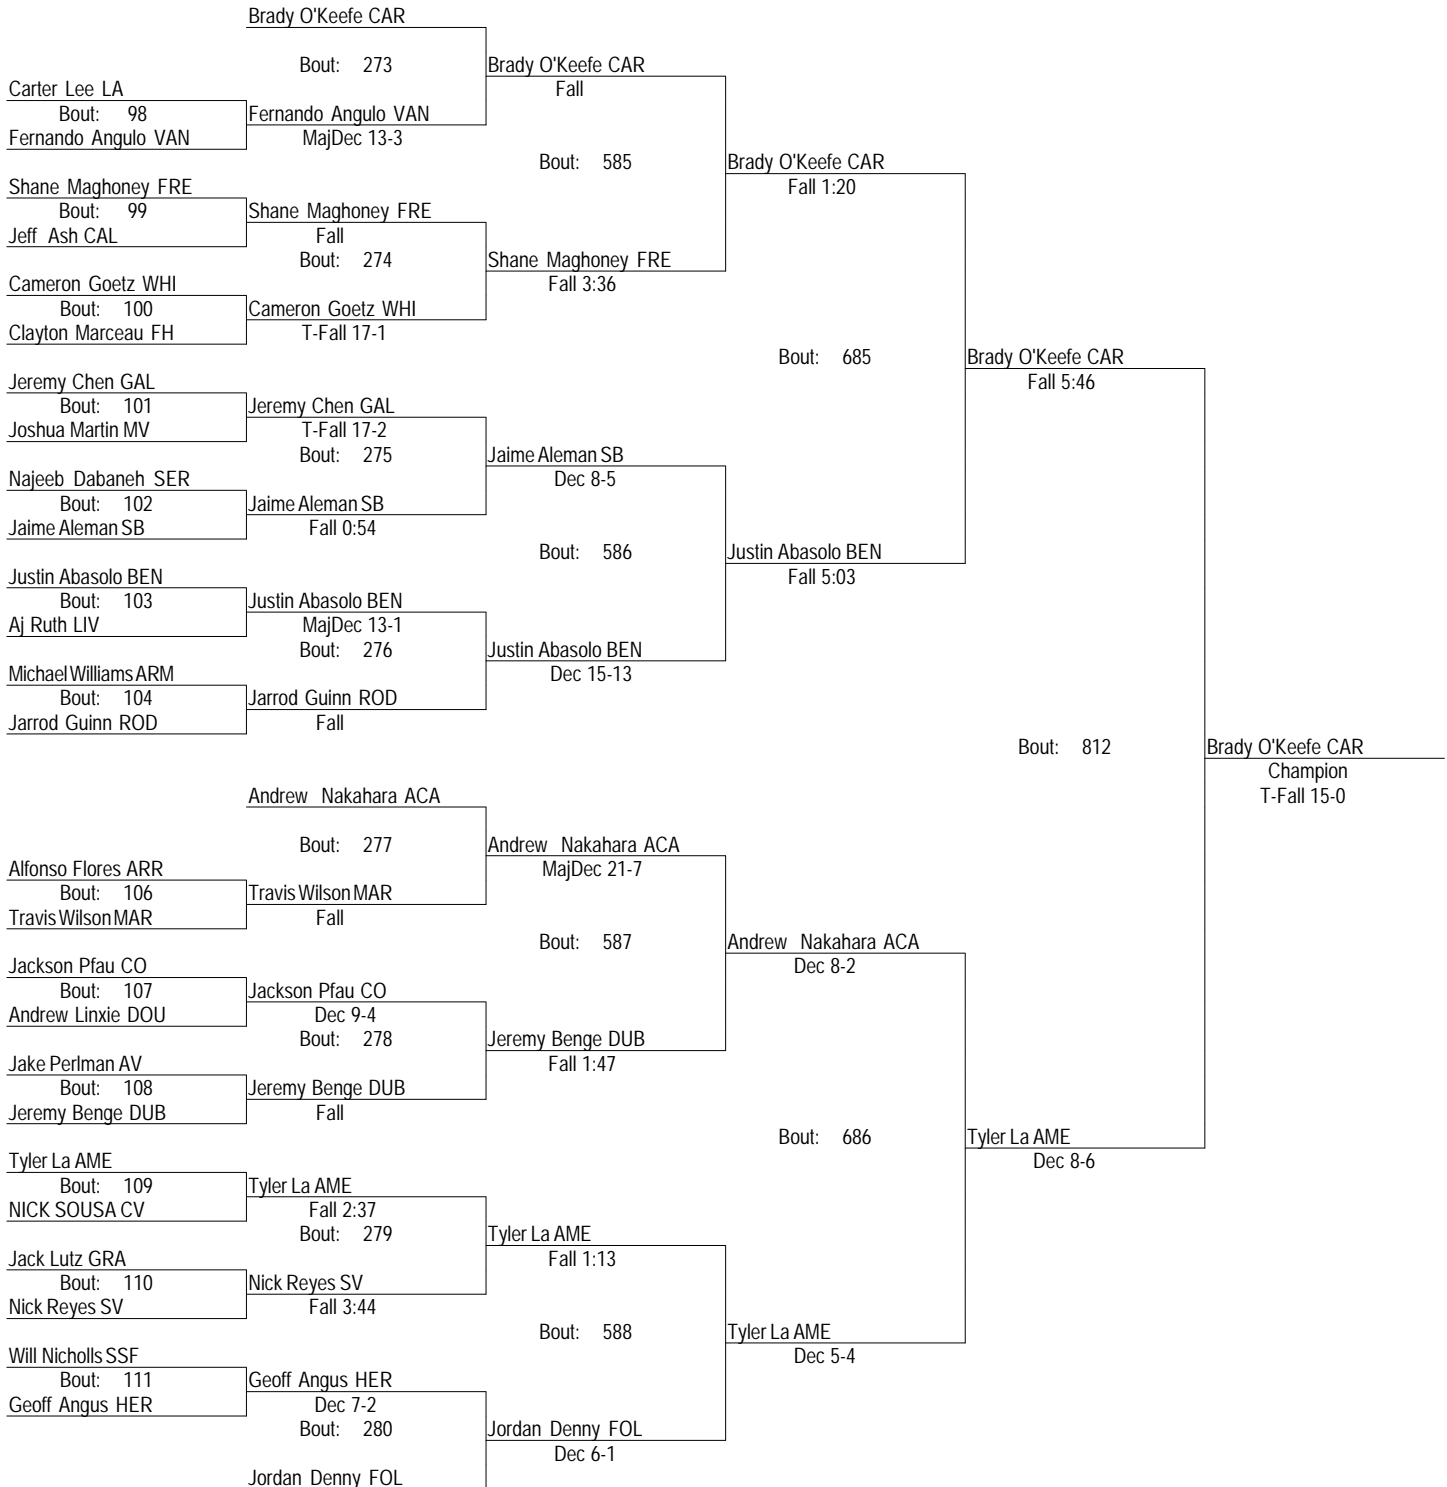 Brady O'Keefe CAR
Bout: 273
Brady O'Keefe CAR
Carter Lee LA
Fall
Bout: 98
Fernando Angulo VAN
Fernando Angulo VAN
MajDec 13-3
Bout: 585
Brady O'Keefe CAR
Shane Maghoney FRE
Fall 1:20
Bout: 99
Shane Maghoney FRE
Jeff Ash CAL
Fall
Bout: 274
Shane Maghoney FRE
Cameron Goetz WHI
Fall 3:36
Bout: 100
Cameron Goetz WHI
Clayton Marceau FH
T-Fall 17-1
Bout: 685
Brady O'Keefe CAR
Jeremy Chen GAL
Fall 5:46
Bout: 101
Jeremy Chen GAL
Joshua Martin MV
T-Fall 17-2
Bout: 275
Jaime Aleman SB
Najeeb Dabaneh SER
Dec 8-5
Bout: 102
Jaime Aleman SB
Jaime Aleman SB
Fall 0:54
Bout: 586
Justin Abasolo BEN
Justin Abasolo BEN
Fall 5:03
Bout: 103
Justin Abasolo BEN
Aj Ruth LIV
MajDec 13-1
Bout: 276
Justin Abasolo BEN
Michael Williams ARM
Dec 15-13
Bout: 104
Jarrod Guinn ROD
Jarrod Guinn ROD
Fall
Bout: 812
Brady O'Keefe CAR
Champion
T-Fall 15-0
Andrew Nakahara ACA
Bout: 277
Andrew Nakahara ACA
Alfonso Flores ARR
MajDec 21-7
Bout: 106
Travis Wilson MAR
Travis Wilson MAR
Fall
Bout: 587
Andrew Nakahara ACA
Jackson Pfau CO
Dec 8-2
Bout: 107
Jackson Pfau CO
Andrew Linxie DOU
Dec 9-4
Bout: 278
Jeremy Benge DUB
Jake Perlman AV
Fall 1:47
Bout: 108
Jeremy Benge DUB
Jeremy Benge DUB
Fall
Bout: 686
Tyler La AME
Tyler La AME
Dec 8-6
Bout: 109
Tyler La AME
NICK SOUSA CV
Fall 2:37
Bout: 279
Tyler La AME
Jack Lutz GRA
Fall 1:13
Bout: 110
Nick Reyes SV
Nick Reyes SV
Fall 3:44
Bout: 588
Tyler La AME
Will Nicholls SSF
Dec 5-4
Bout: 111
Geoff Angus HER
Geoff Angus HER
Dec 7-2
Bout: 280
Jordan Denny FOL
Dec 6-1
Jordan Denny FOL